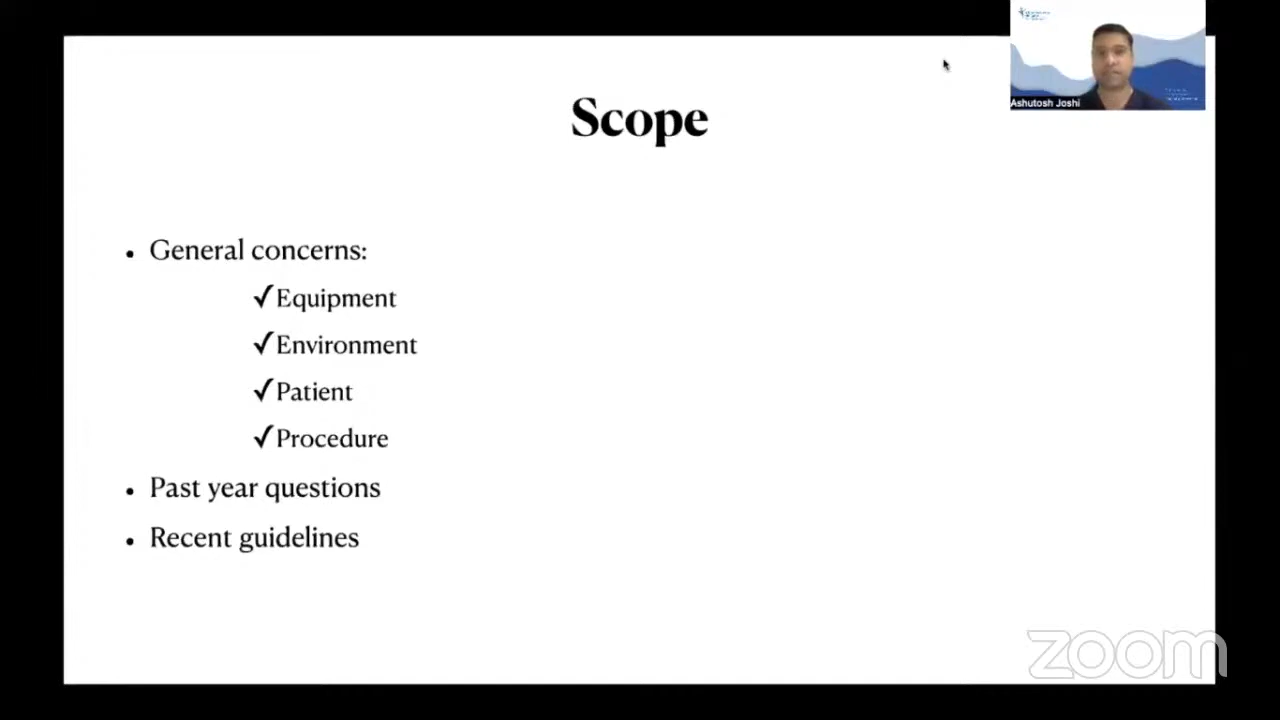 Scope
Ashutosh Joshi
• General concerns:
✓Equipment
✓Environment
✓Patient
✓Procedure
• Past year questions
• Recent guidelines
zoom